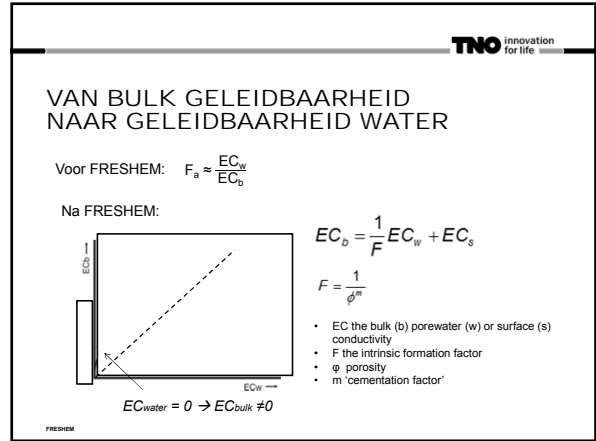 TNO innovation
for life
VAN BULK GELEIDBAARHEID
NAAR GELEIDBAARHEID WATER
Voor FRESHEM: Fa ≈ ECw / ECb
Na FRESHEM:
ECb →
ECw →
ECwater = 0 → ECbulk ≠0
ECb = 1/F ECw + ECs
F = 1/ϕ^m
• EC the bulk (b) porewater (w) or surface (s)
conductivity
• F the intrinsic formation factor
• φ porosity
• m ‘cementation factor’
FRESHEM